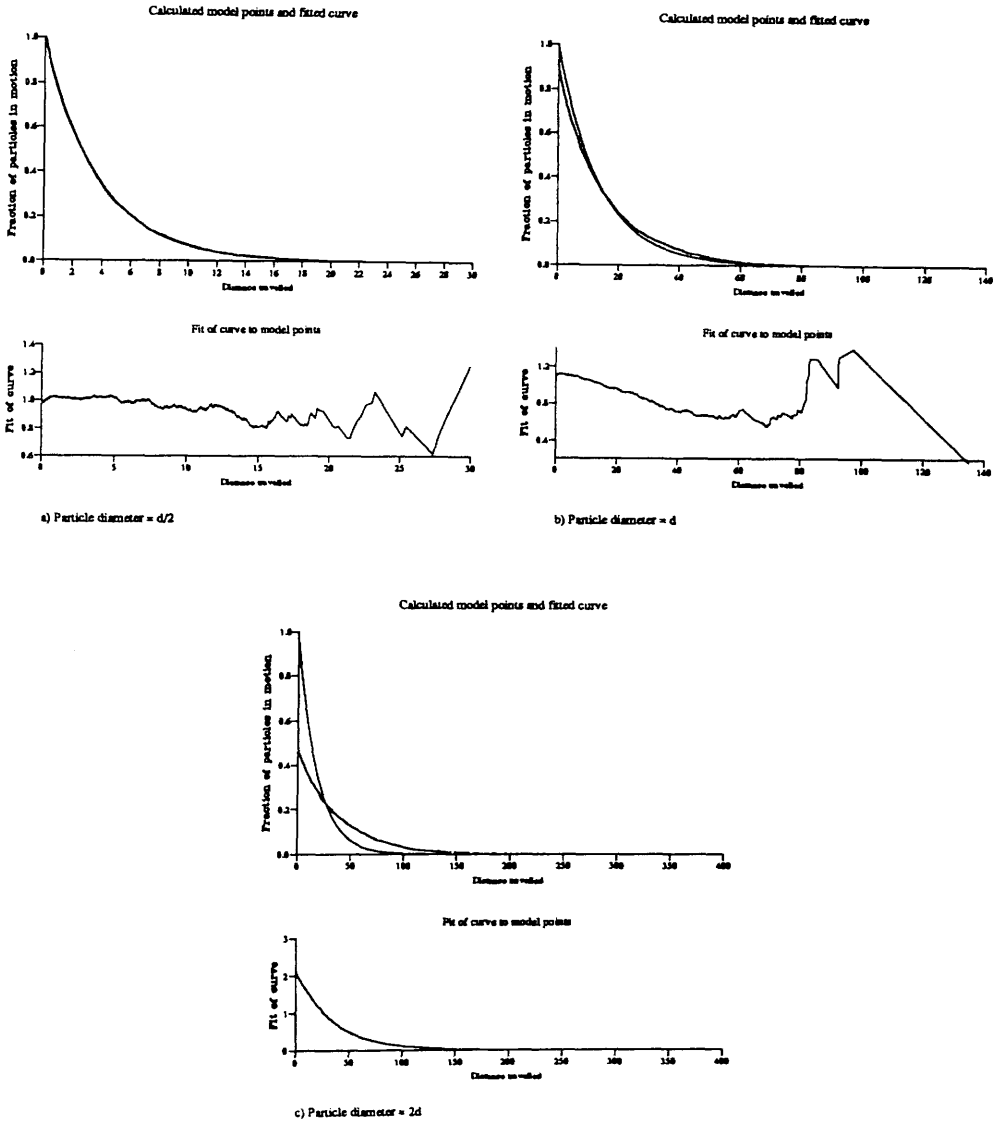 Calculated model points and fitted curve
Fraction of particles in motion
1.0
0.8
0.6
0.4
0.2
0.0
0 2 4 6 8 10 12 14 16 18 20 22 24 26 28 30
Distance travelled
Fit of curve to model points
Fit of curve
1.4
1.2
1.0
0.8
0.6
0 5 10 15 20 25 30
Distance travelled
a) Particle diameter = d/2
Calculated model points and fitted curve
Fraction of particles in motion
1.0
0.8
0.6
0.4
0.2
0.0
0 20 40 60 80 100 120 140
Distance travelled
Fit of curve to model points
Fit of curve
1.2
0.8
0.4
0 20 40 60 80 100 120 140
Distance travelled
b) Particle diameter = d
Calculated model points and fitted curve
Fraction of particles in motion
1.0
0.8
0.6
0.4
0.2
0.0
0 50 100 150 200 250 300 350 400
Distance travelled
Fit of curve to model points
Fit of curve
3
2
1
0
0 50 100 150 200 250 300 350 400
Distance travelled
c) Particle diameter = 2d